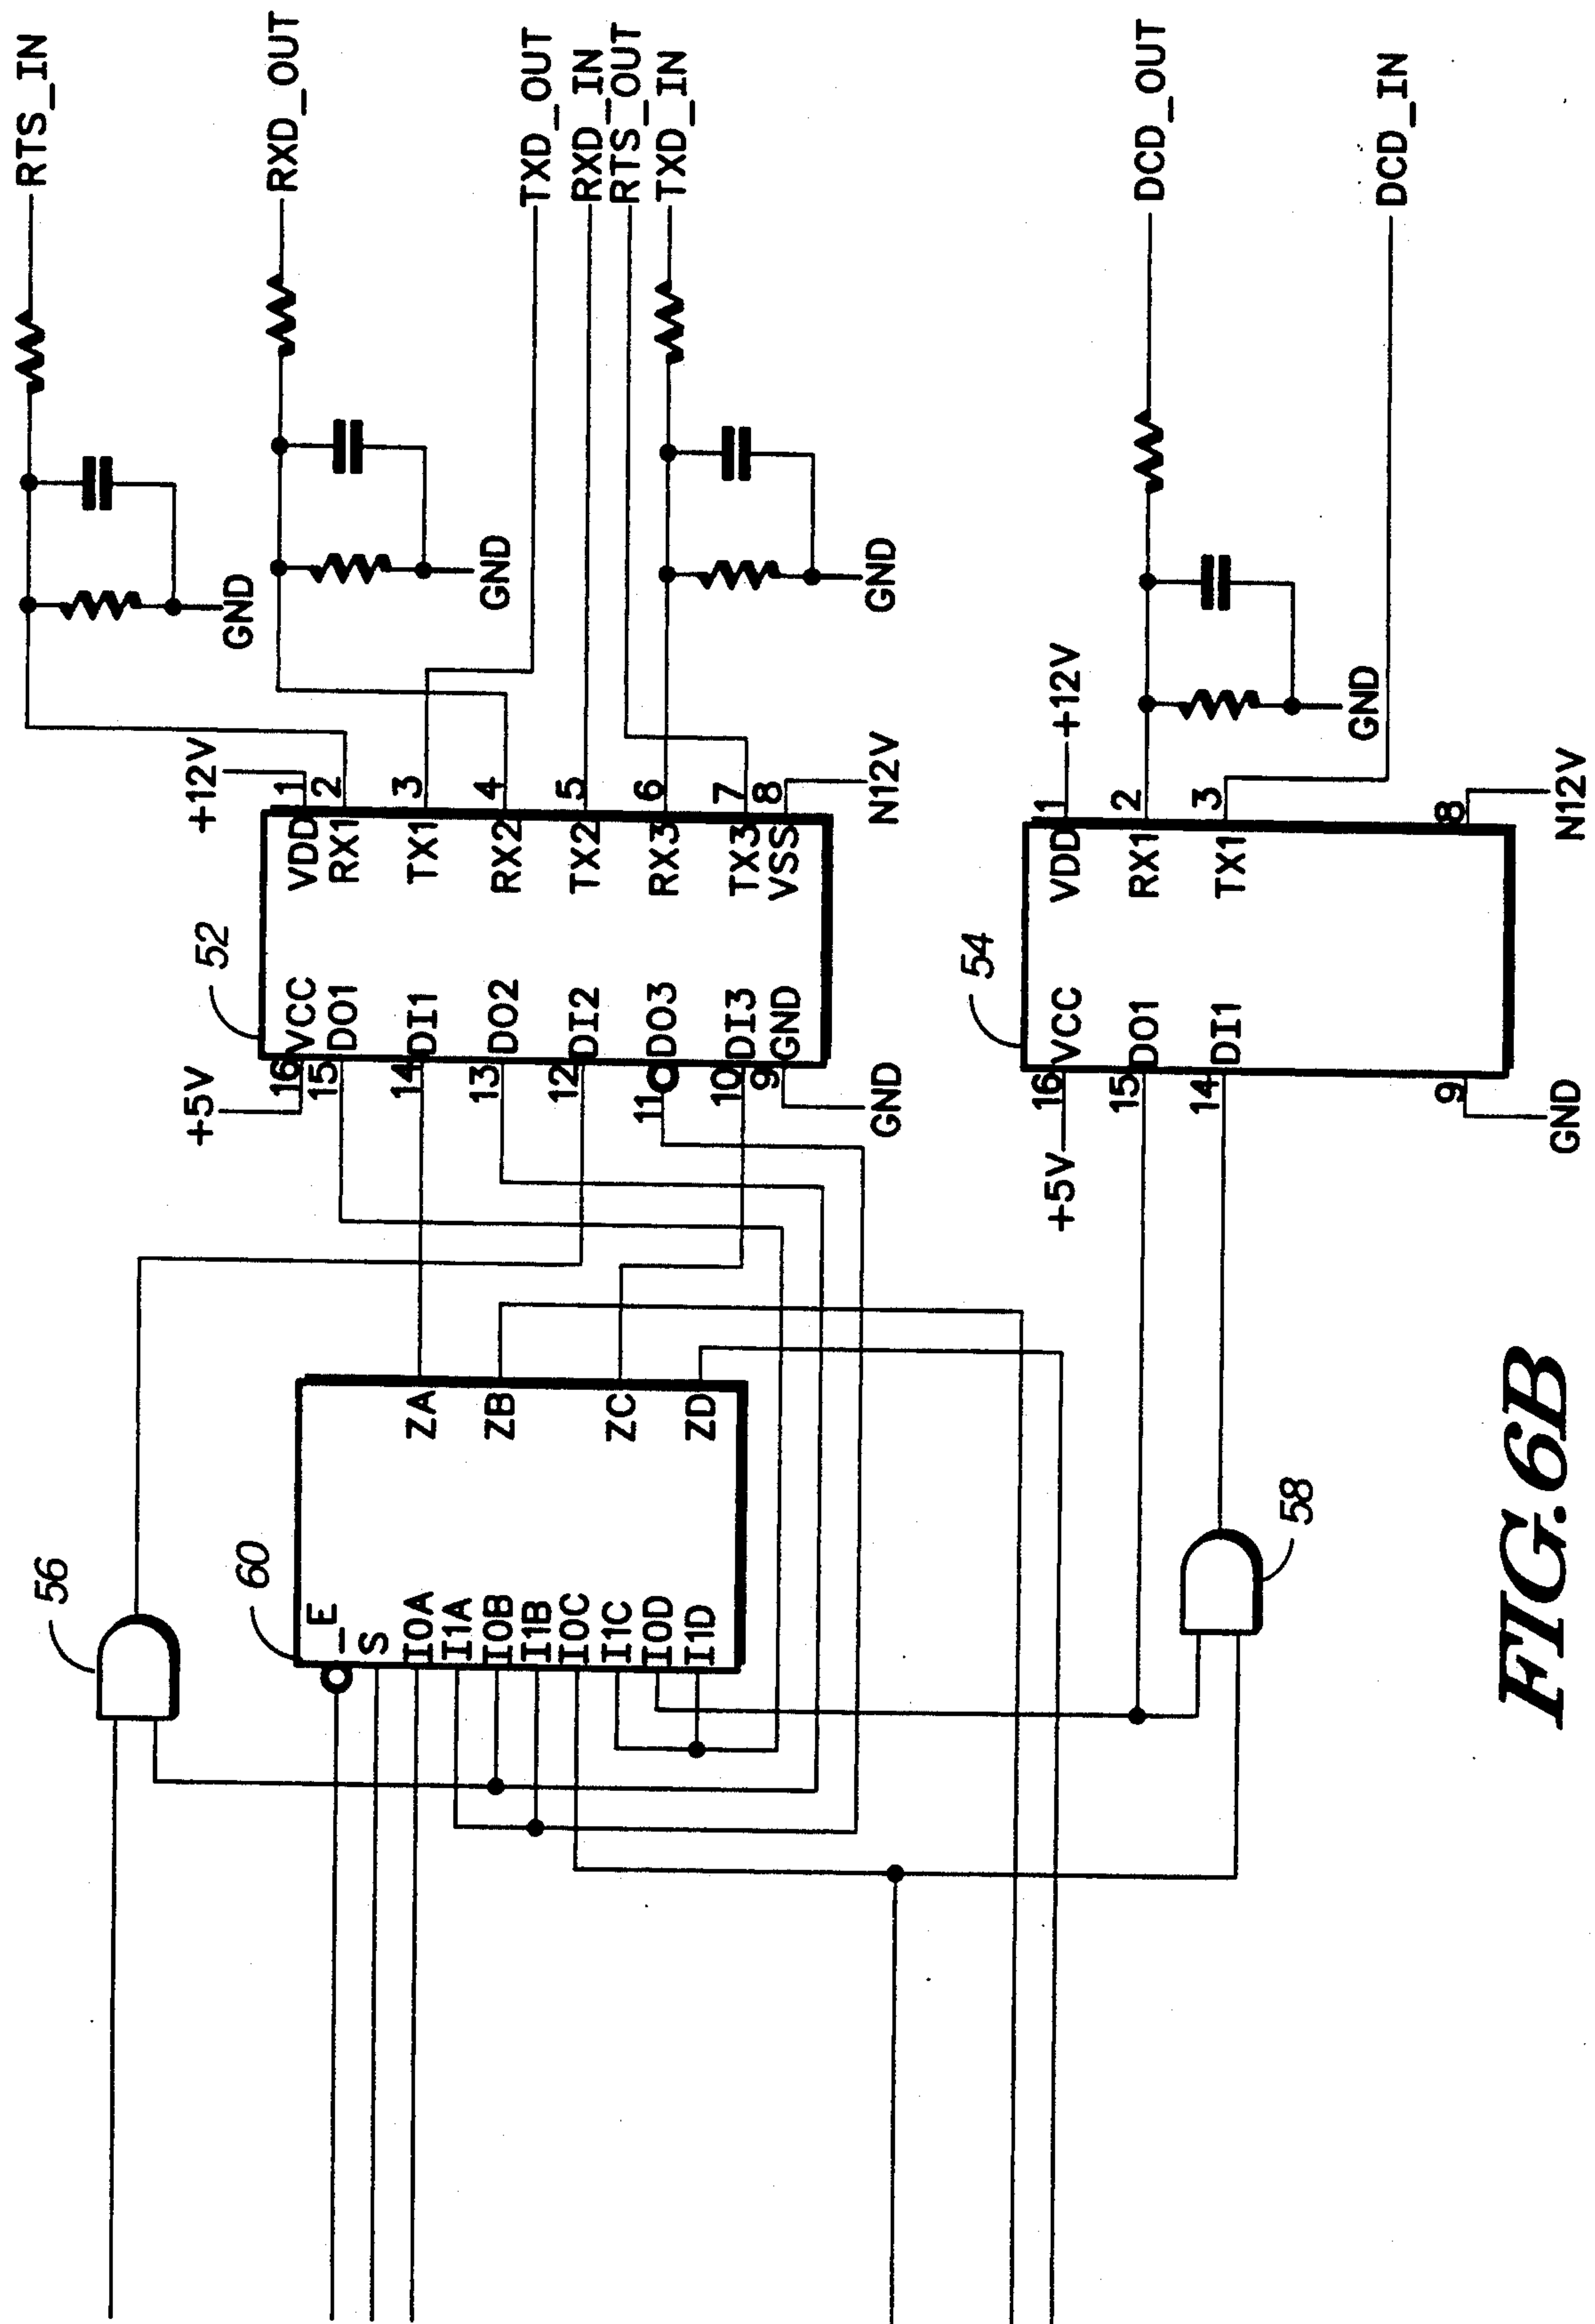 RTS_IN
RXD_OUT
TXD_OUT
RXD_IN
RTS_OUT
TXD_IN
DCD_OUT
DCD_IN
GND
GND
GND
GND
+12V
1
2
3
4
5
6
7
8
N12V
VDD
RX1
TX1
RX2
TX2
RX3
TX3
VSS
52
VCC
DO1
DI1
DO2
DI2
DO3
DI3
GND
+5V
16
15
14
13
12
11
10
9
GND
+12V
1
2
3
8
N12V
VDD
RX1
TX1
54
VCC
DO1
DI1
+5V
16
15
14
9
GND
56
60
_E
S
I0A
I1A
I0B
I1B
I0C
I1C
I0D
I1D
ZA
ZB
ZC
ZD
58
FIG.6B